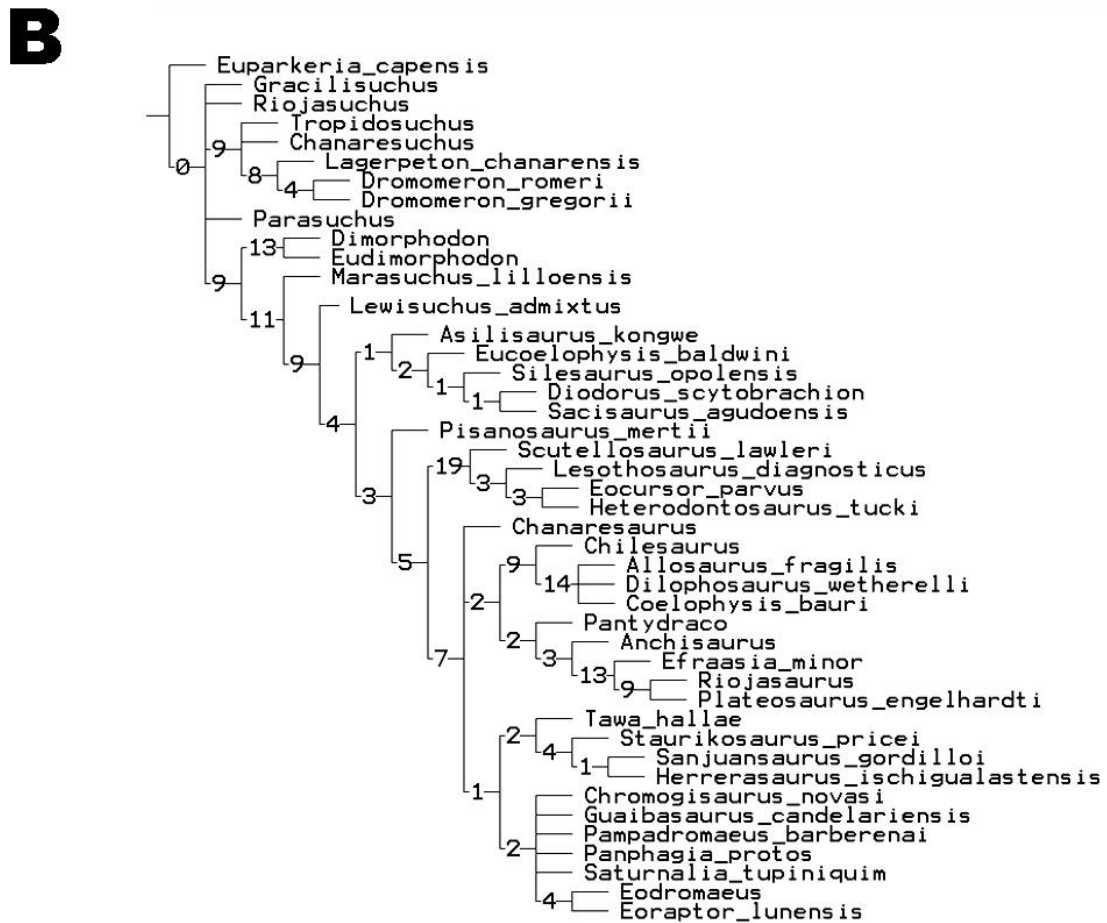 B
Euparkeria_capensis
Gracilisuchus
Riojasuchus
Tropidosuchus
9
Chanaresuchus
0
Lagerpeton_chanarensis
8
Dromomeron_romeri
4
Dromomeron_gregorii
Parasuchus
Dimorphodon
13
Eudimorphodon
9
Marasuchus_lilloensis
Lewisuchus_admixtus
11
Asilisaurus_kongwe
1
Eucoelophysis_baldwini
9
2
Silesaurus_opolensis
1
Diodorus_scytobrachion
1
Sacisaurus_agudoensis
4
Pisanosaurus_mertii
Scutellosaurus_lawleri
19
Lesothosaurus_diagnosticus
3
Eocursor_parvus
3
3
Heterodontosaurus_tucki
Chanaresaurus
Chilesaurus
5
9
Allosaurus_fragilis
14
Dilophosaurus_wetherelli
2
Coelophysis_bauri
Pantydraco
2
Anchisaurus
7
3
Efraasia_minor
13
Riojasaurus
9
Plateosaurus_engelhardti
Tawa_hallae
2
Staurikosaurus_pricei
4
Sanjuansaurus_gordilloi
1
Herrerasaurus_ischigualastensis
1
Chromogisaurus_novasi
Guaibasaurus_candelariensis
Pampadromaeus_barberenai
2
Panphagia_protos
Saturnalia_tupiniquim
Eodromaeus
4
Eoraptor_lunensis